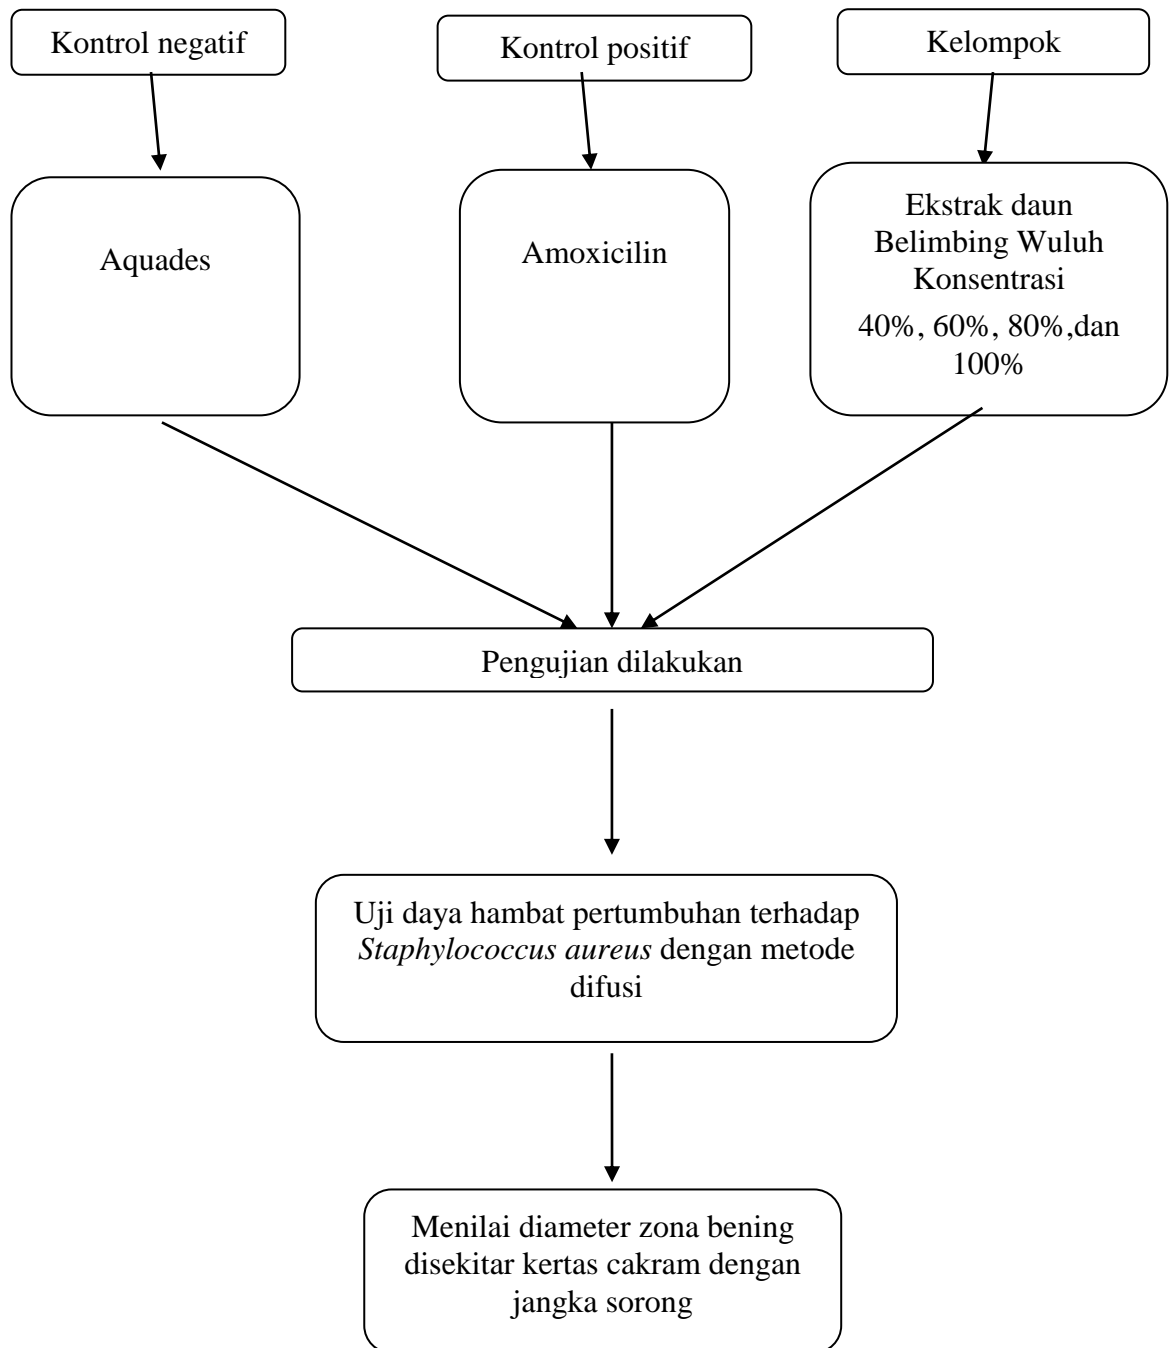 Kontrol negatif
Kontrol positif
Kelompok
Aquades
Amoxicilin
Ekstrak daun
Belimbing Wuluh
Konsentrasi
40%, 60%, 80%,dan
100%
Pengujian dilakukan
Uji daya hambat pertumbuhan terhadap
Staphylococcus aureus dengan metode
difusi
Menilai diameter zona bening
disekitar kertas cakram dengan
jangka sorong